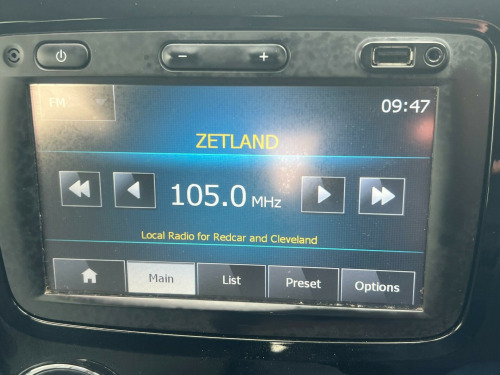 FM
09:47
ZETLAND
105.0 MHz
Local Radio for Redcar and Cleveland
Main
List
Preset
Options